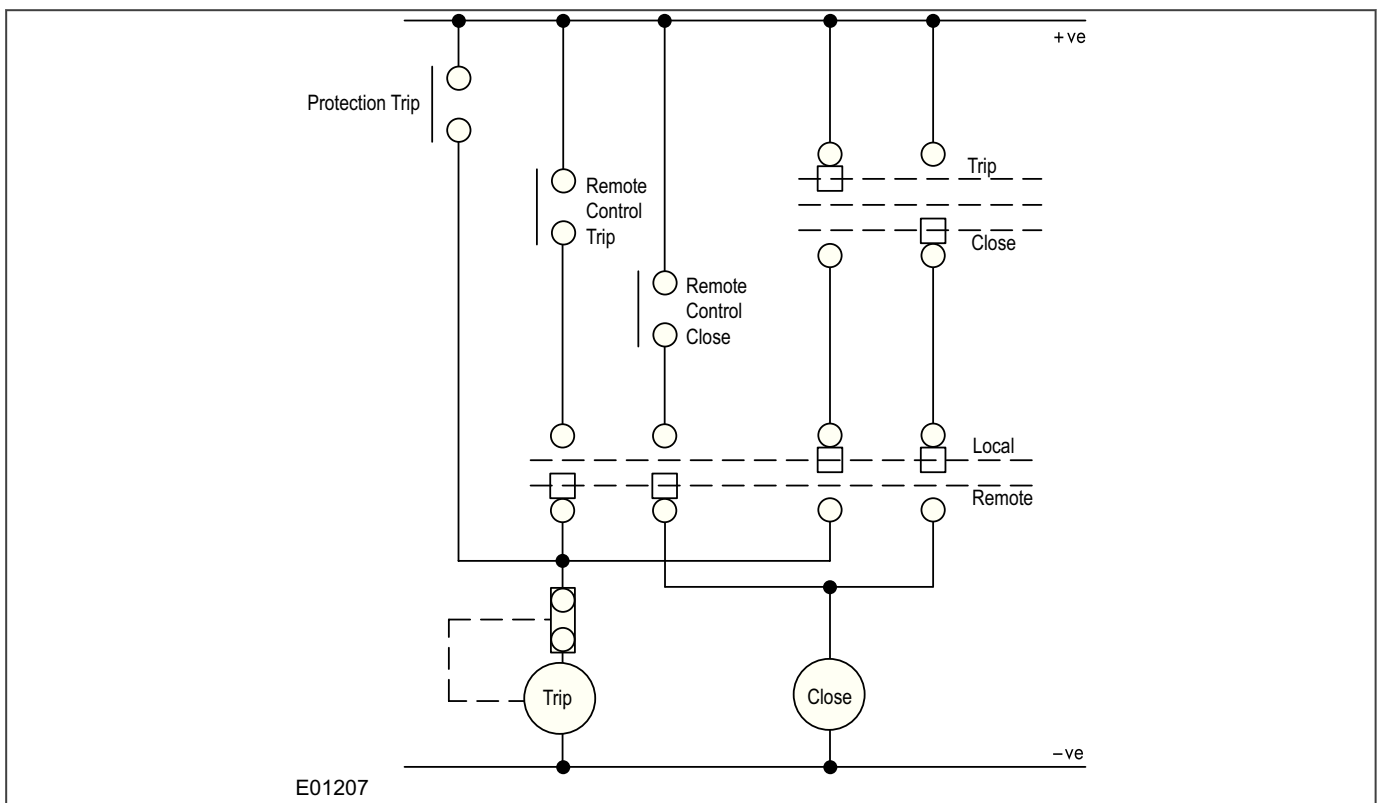 +ve
Protection Trip
Remote
Control
Trip
Remote
Control
Close
Trip
Close
Local
Remote
Trip
Close
–ve
E01207